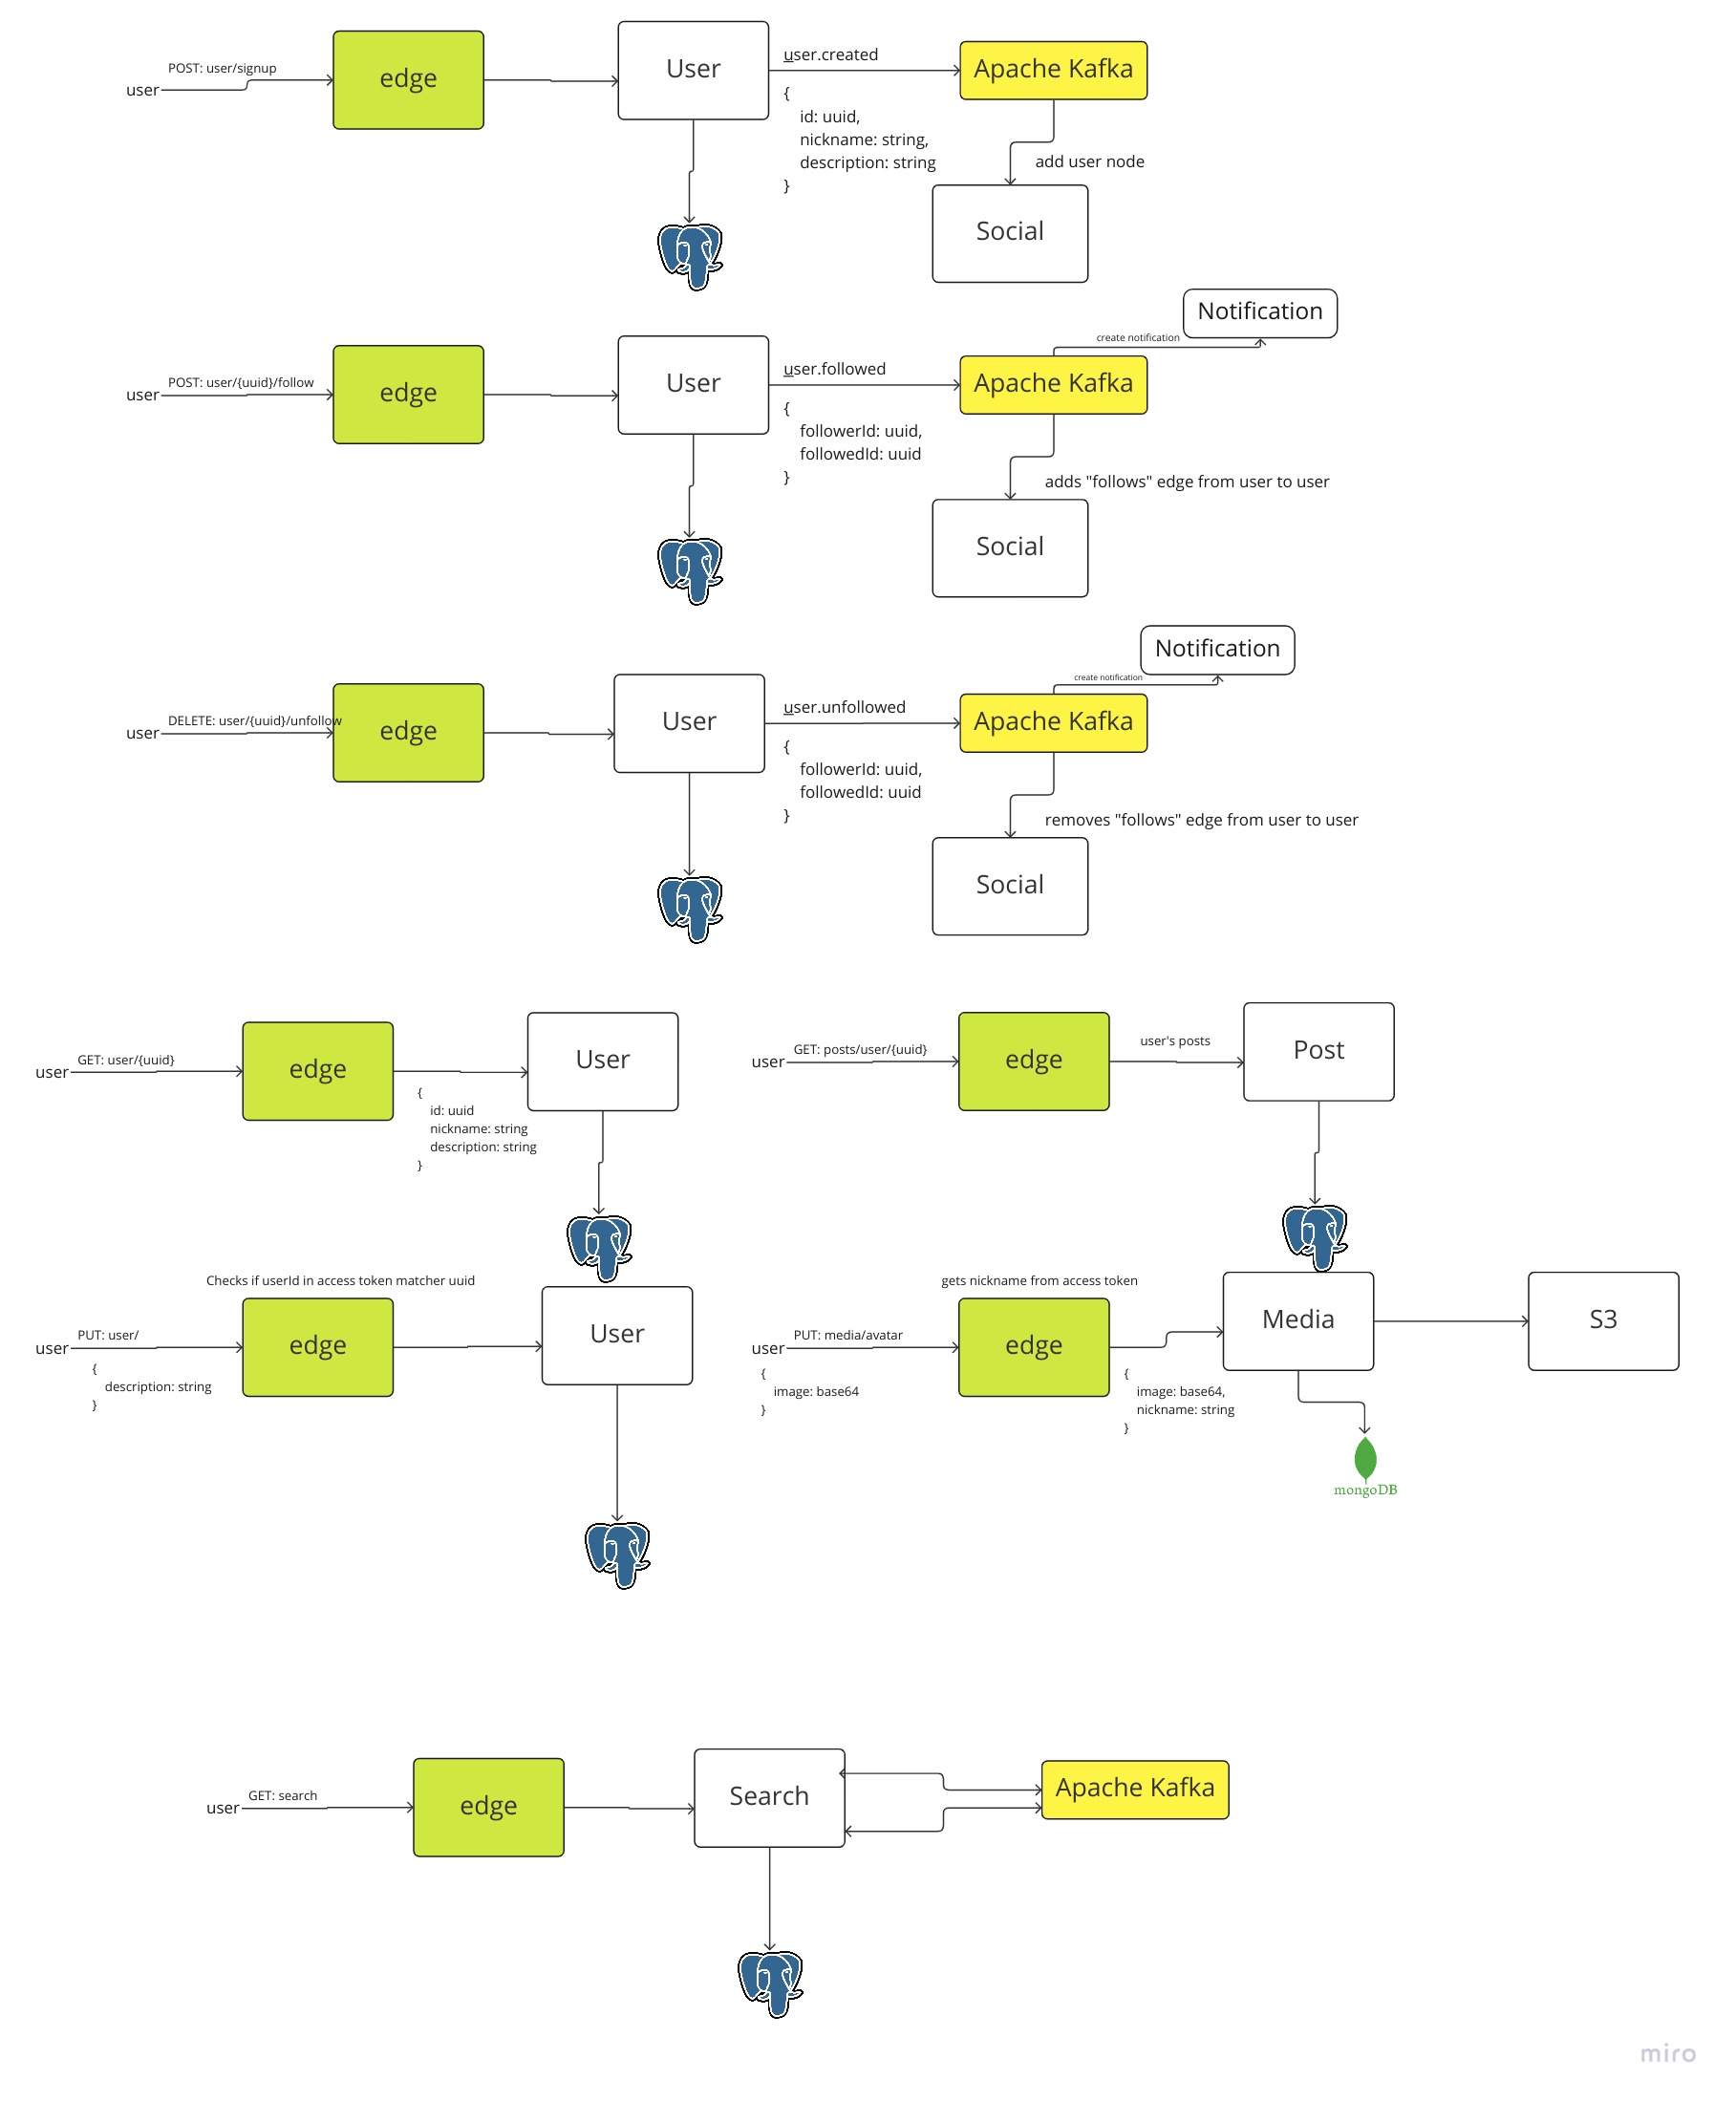 user
POST: user/signup
edge
User
user.created
{
id: uuid,
nickname: string,
description: string
}
Apache Kafka
add user node
Social
user
POST: user/{uuid}/follow
edge
User
user.followed
{
followerId: uuid,
followedId: uuid
}
Apache Kafka
create notification
Notification
adds "follows" edge from user to user
Social
user
DELETE: user/{uuid}/unfollow
edge
User
user.unfollowed
{
followerId: uuid,
followedId: uuid
}
Apache Kafka
create notification
Notification
removes "follows" edge from user to user
Social
user
GET: user/{uuid}
edge
{
id: uuid
nickname: string
description: string
}
User
user
GET: posts/user/{uuid}
edge
user's posts
Post
Checks if userId in access token matcher uuid
user
PUT: user/
{
description: string
}
edge
User
gets nickname from access token
user
PUT: media/avatar
{
image: base64
}
edge
{
image: base64,
nickname: string
}
Media
S3
mongoDB
user
GET: search
edge
Search
Apache Kafka
miro